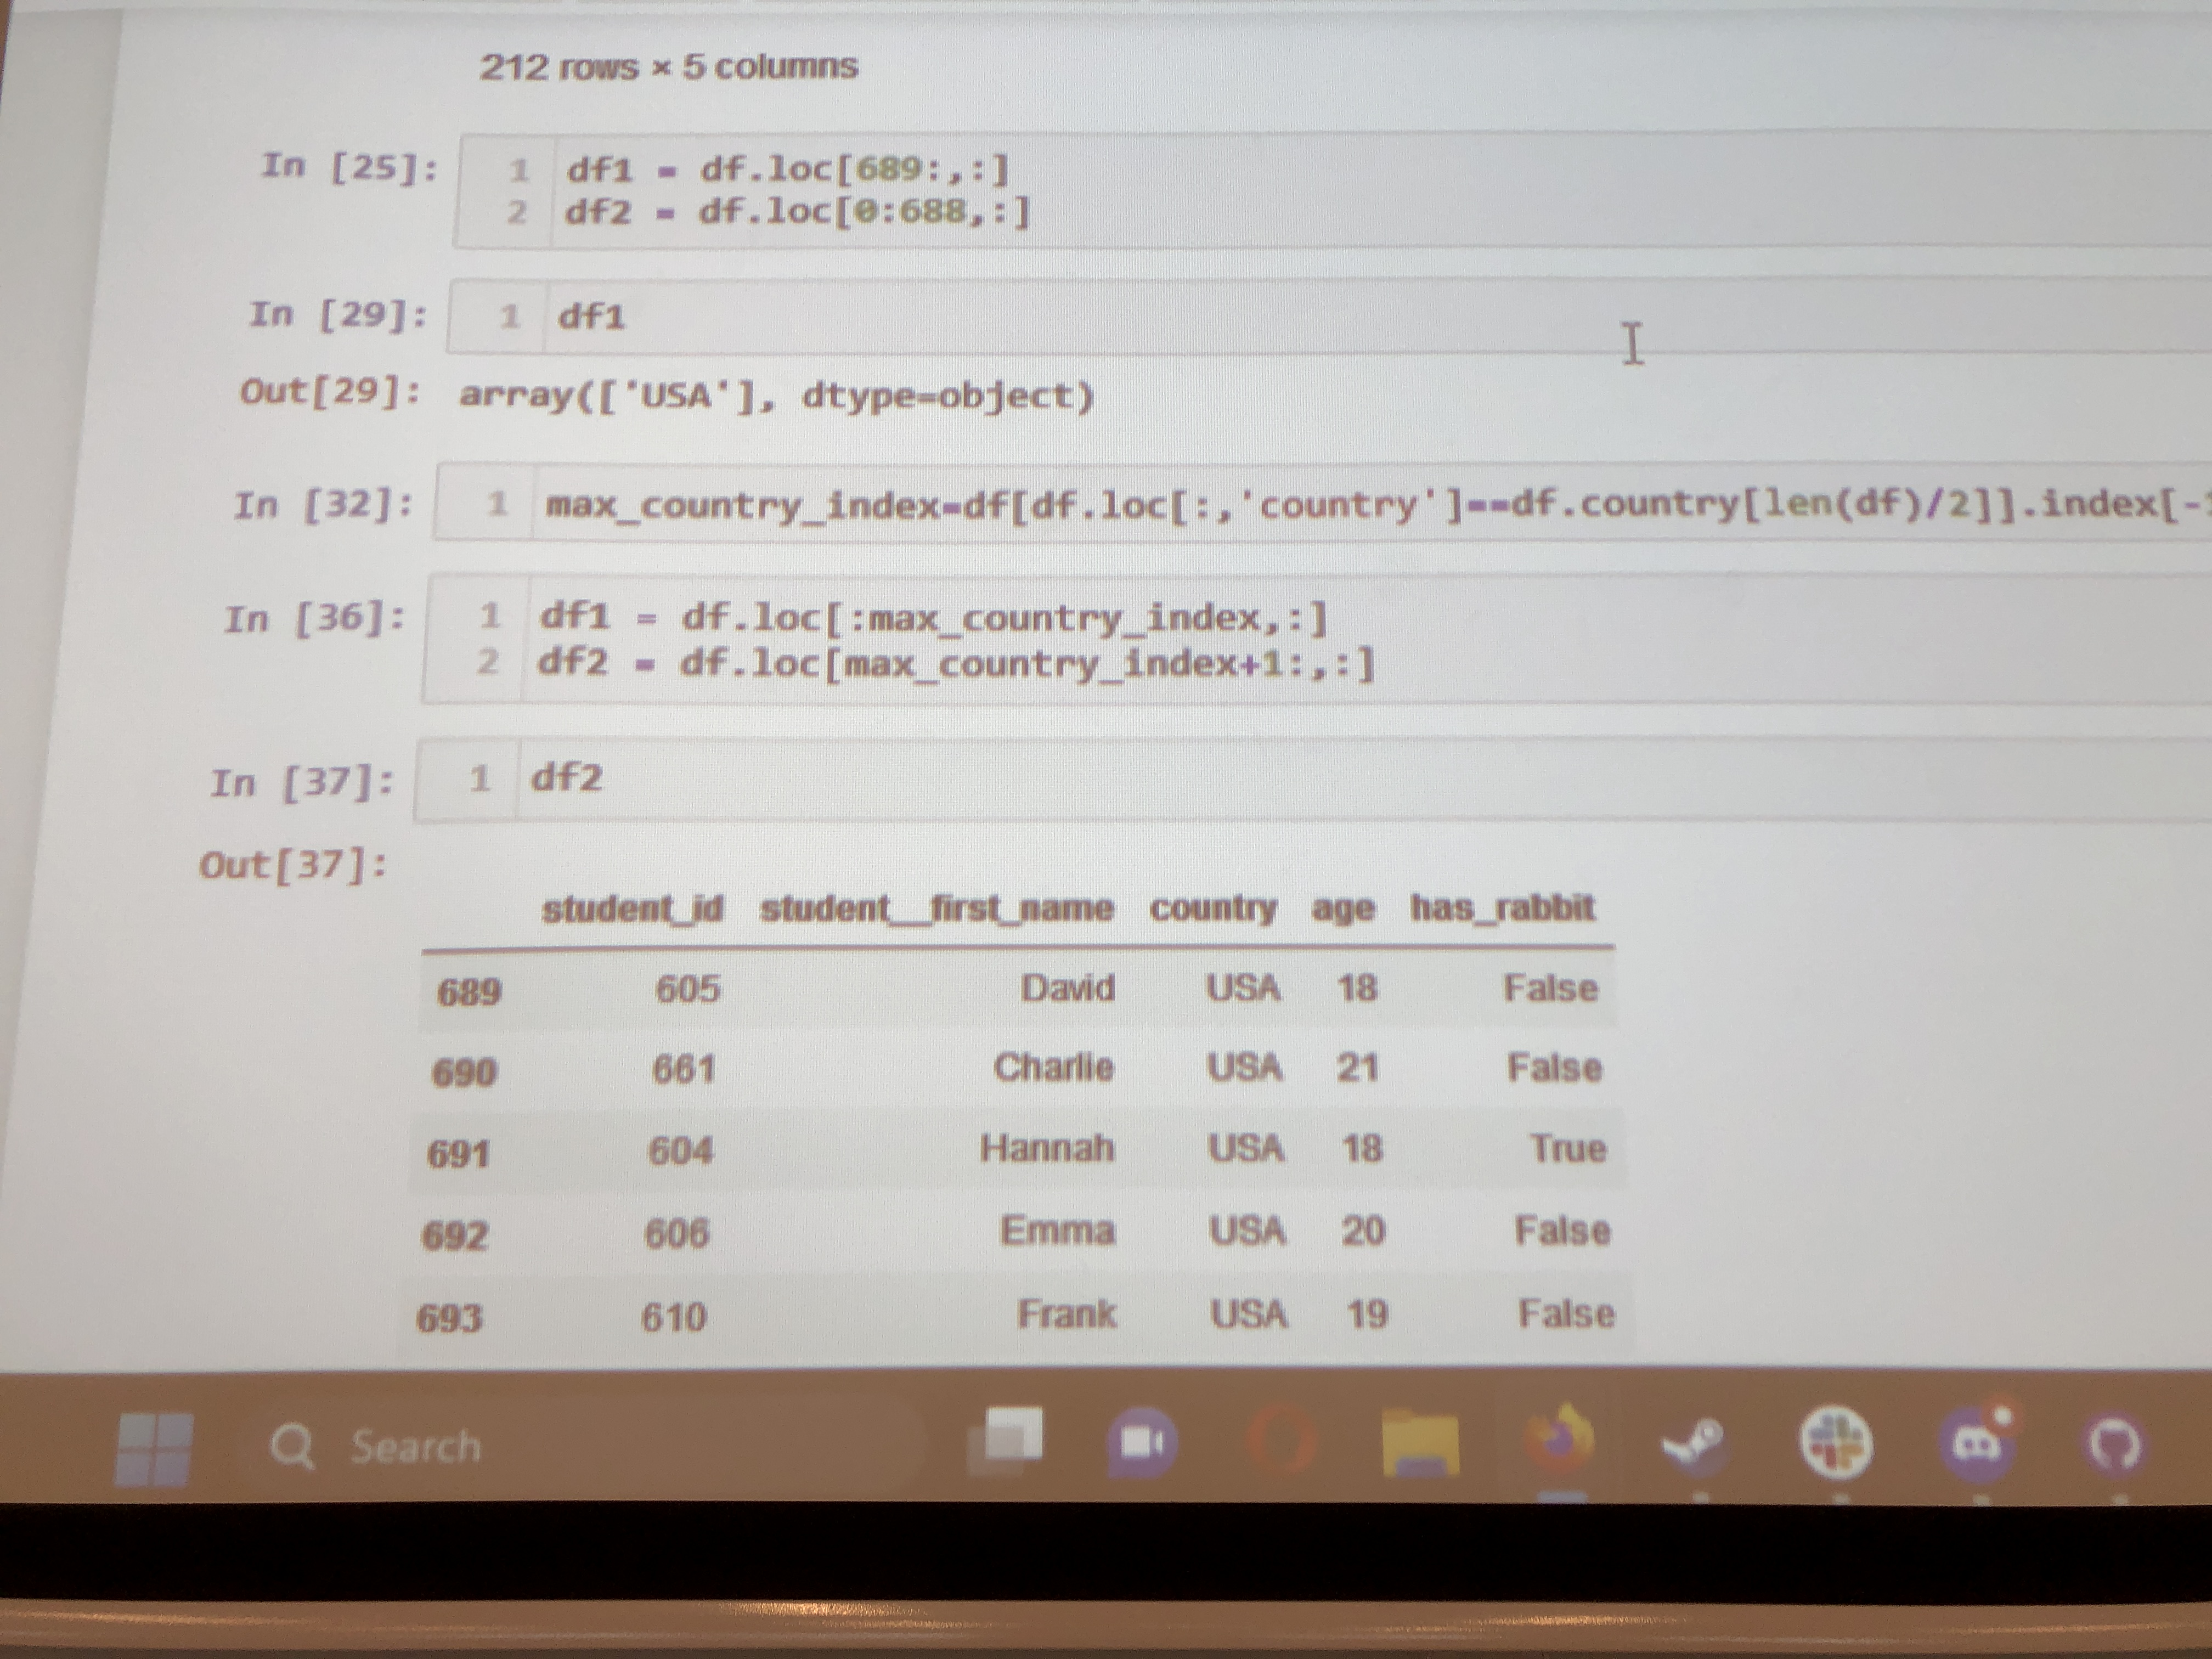 212 rows × 5 columns
In [25]:
1 df1 = df.loc[689:,:]
2 df2 = df.loc[0:688,:]
In [29]:
1 df1
Out[29]: array(['USA'], dtype=object)
In [32]:
1 max_country_index=df[df.loc[:,'country']==df.country[len(df)/2]].index[-1
In [36]:
1 df1 = df.loc[:max_country_index,:]
2 df2 = df.loc[max_country_index+1:,:]
In [37]:
1 df2
Out[37]:
student_id student__first_name country age has_rabbit
689 605 David USA 18 False
690 661 Charlie USA 21 False
691 604 Hannah USA 18 True
692 606 Emma USA 20 False
693 610 Frank USA 19 False
Search